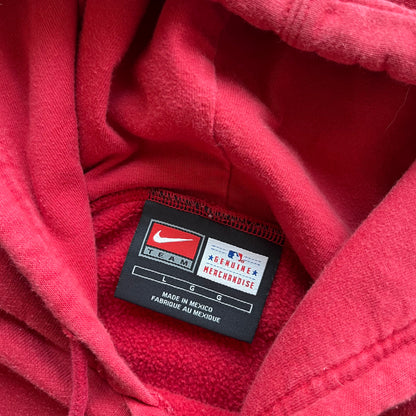 TEAM
GENUINE
MERCHANDISE
L G G
MADE IN MEXICO
FABRIQUE AU MEXIQUE